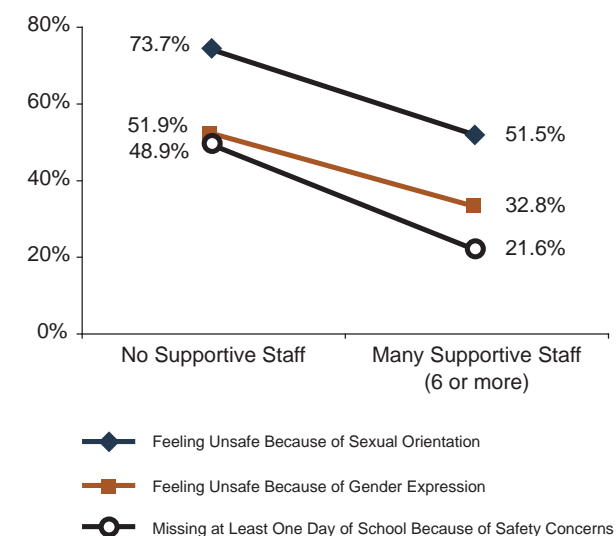 80%
73.7%
60%
51.9%
51.5%
48.9%
40%
32.8%
20%
21.6%
0%
No Supportive Staff
Many Supportive Staff
(6 or more)
Feeling Unsafe Because of Sexual Orientation
Feeling Unsafe Because of Gender Expression
Missing at Least One Day of School Because of Safety Concerns